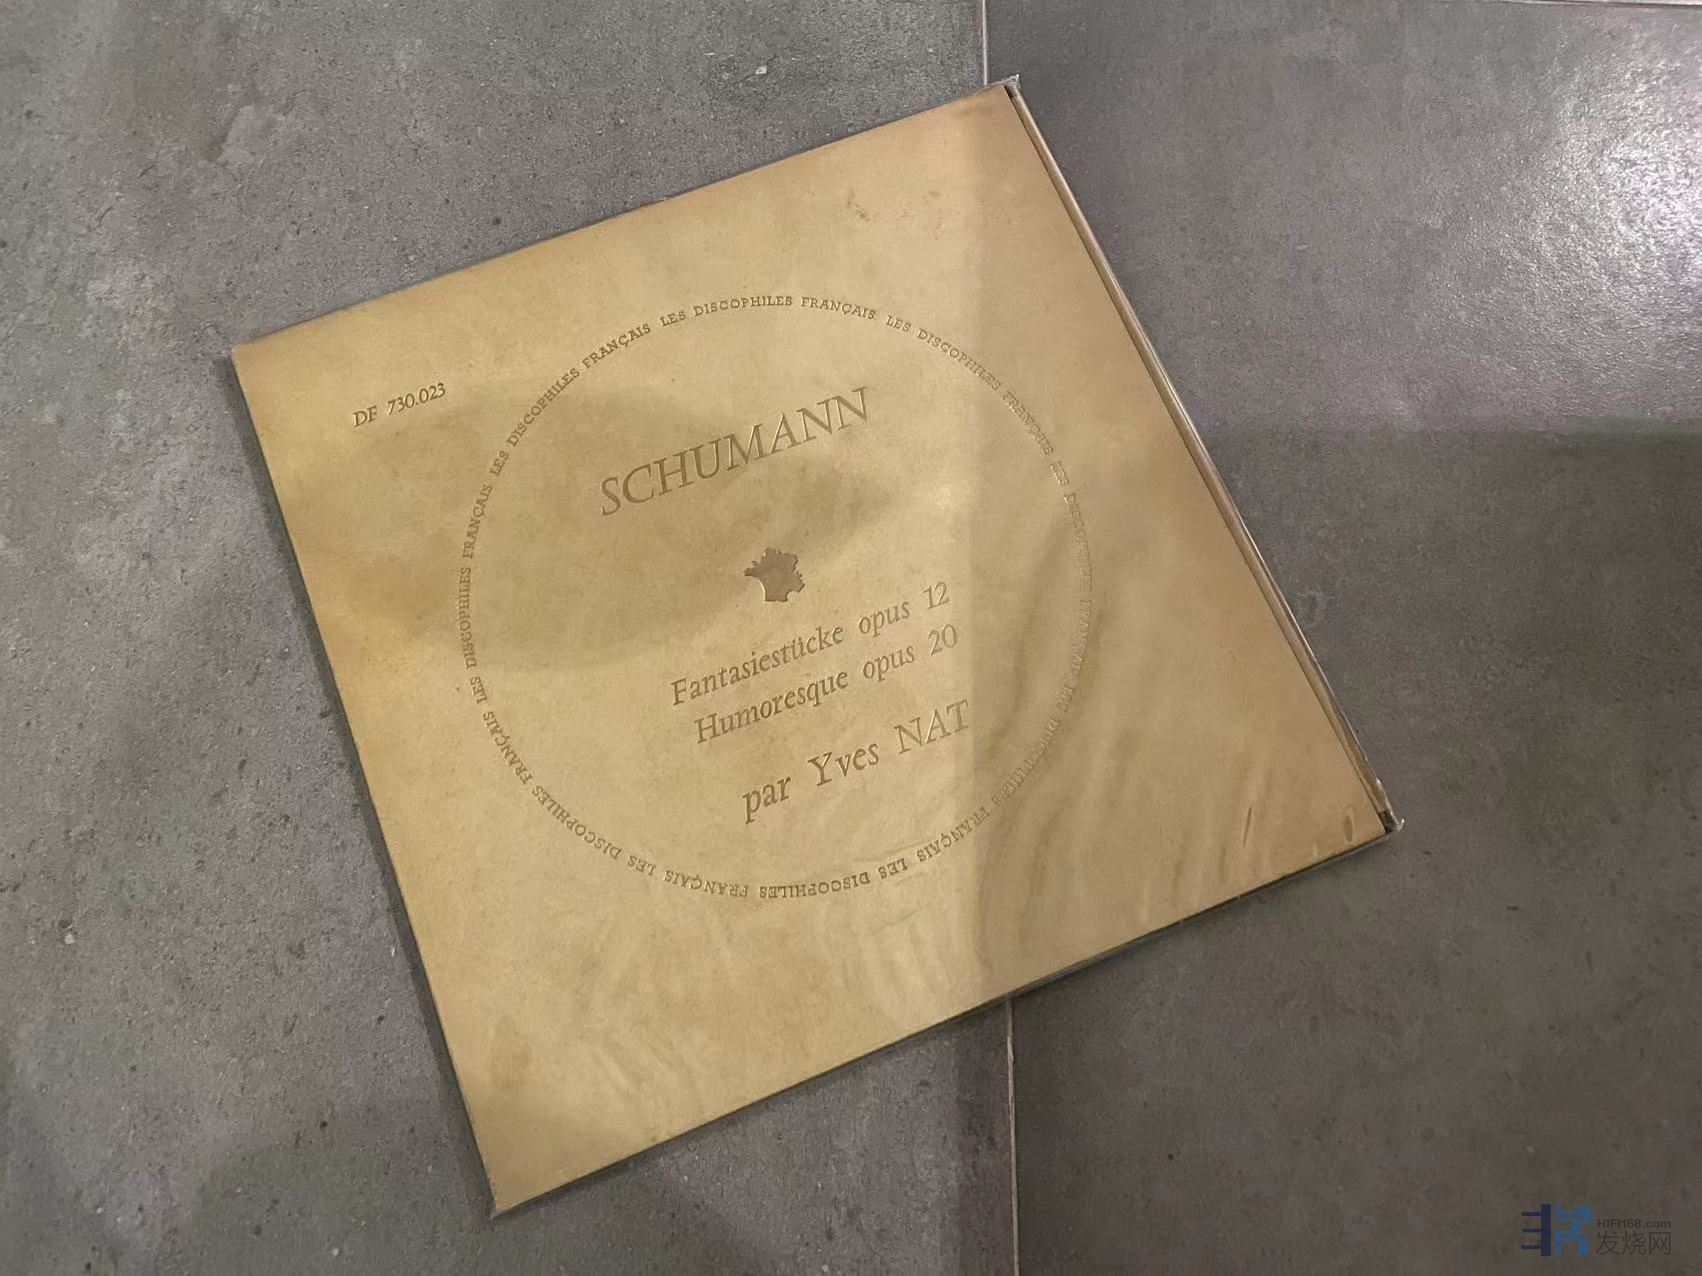 DF 730.023
LES DISCOPHILES FRANÇAIS LES DISCOPHILES FRANÇAIS LES DISCOPHILES FRANÇAIS LES DISCOPHILES FRANÇAIS LES DISCOPHILES FRANÇAIS LES DISCOPHILES FRANÇAIS LES DISCOPHILES FRANÇAIS LES DISCOPHILES FRANÇAIS
SCHUMANN
Fantasiestücke opus 12
Humoresque opus 20
par Yves NAT
HIFI168.com
发烧网